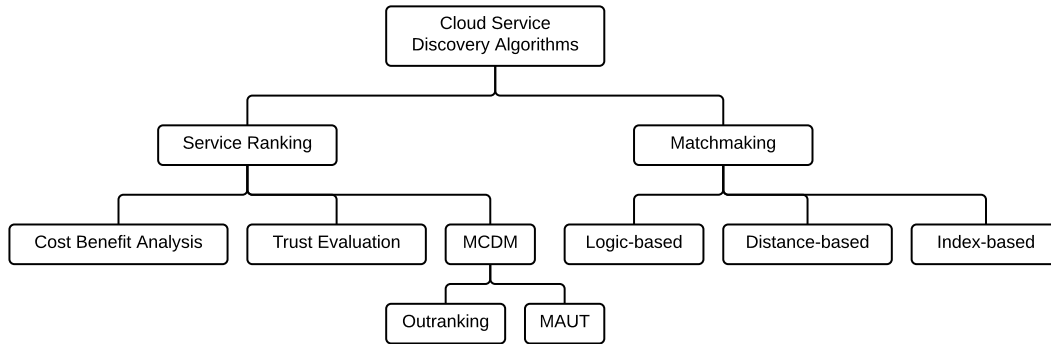 Cloud Service
Discovery Algorithms
Service Ranking
Matchmaking
Cost Benefit Analysis
Trust Evaluation
MCDM
Logic-based
Distance-based
Index-based
Outranking
MAUT